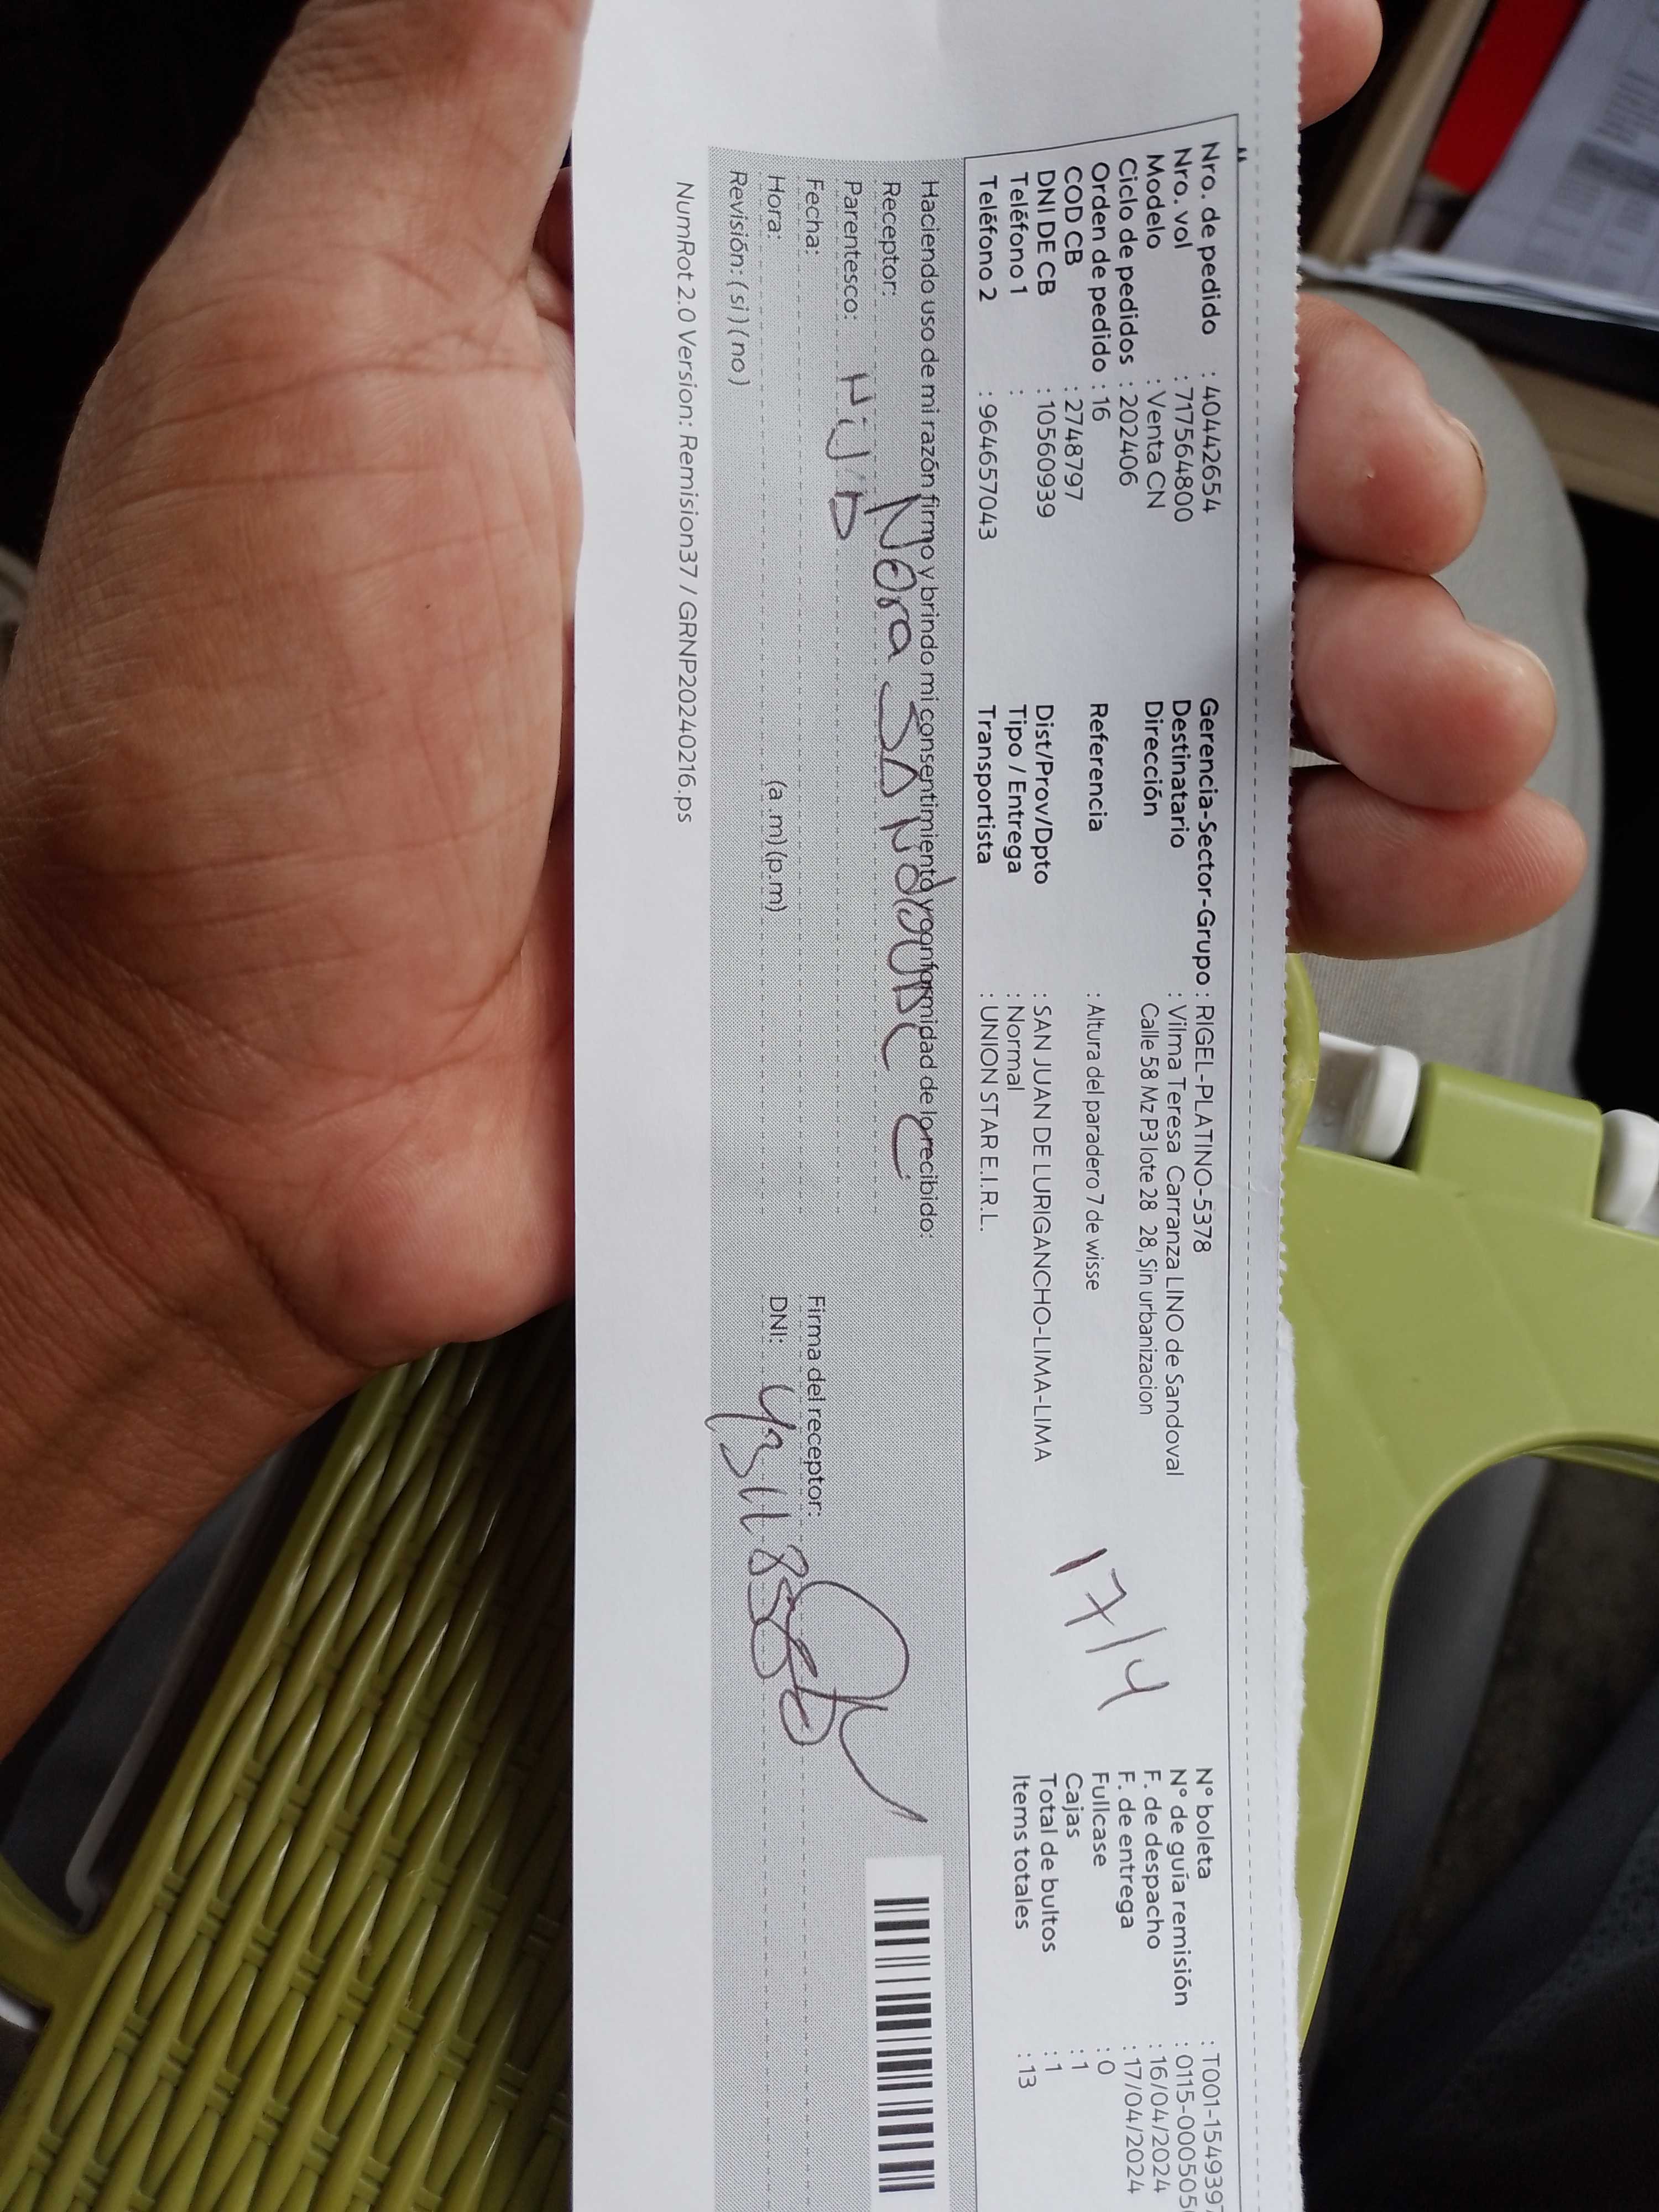 Nro. de pedido : 40442654
Nro. vol : 717564800
Modelo : Venta CN
Ciclo de pedidos : 202406
Orden de pedido : 16
COD CB : 2748797
DNI DE CB : 10560939
Teléfono 1 :
Teléfono 2 : 964657043
Gerencia-Sector-Grupo : RIGEL-PLATINO-5378
Destinatario : Vilma Teresa Carranza LINO de Sandoval
Dirección Calle 58 Mz P3 lote 28 28, Sin urbanizacion
Referencia : Altura del paradero 7 de wisse
Dist/Prov/Dpto : SAN JUAN DE LURIGANCHO-LIMA-LIMA
Tipo / Entrega : Normal
Transportista : UNION STAR E.I.R.L.
17/4
N° boleta : T001-1549397
N° de guía remisión : 0115-000505
F. de despacho : 16/04/2024
F. de entrega : 17/04/2024
Fullcase : 0
Cajas : 1
Total de bultos : 1
Items totales : 13
Haciendo uso de mi razón firmo y brindo mi consentimiento y conformidad de lo recibido:
Receptor: Nora
Parentesco: Hija
Fecha:
Hora: (a.m) (p.m)
Revisión: (si) (no)
Firma del receptor:
DNI:
NumRot 2.0 Version: Remision37 / GRNP20240216.ps